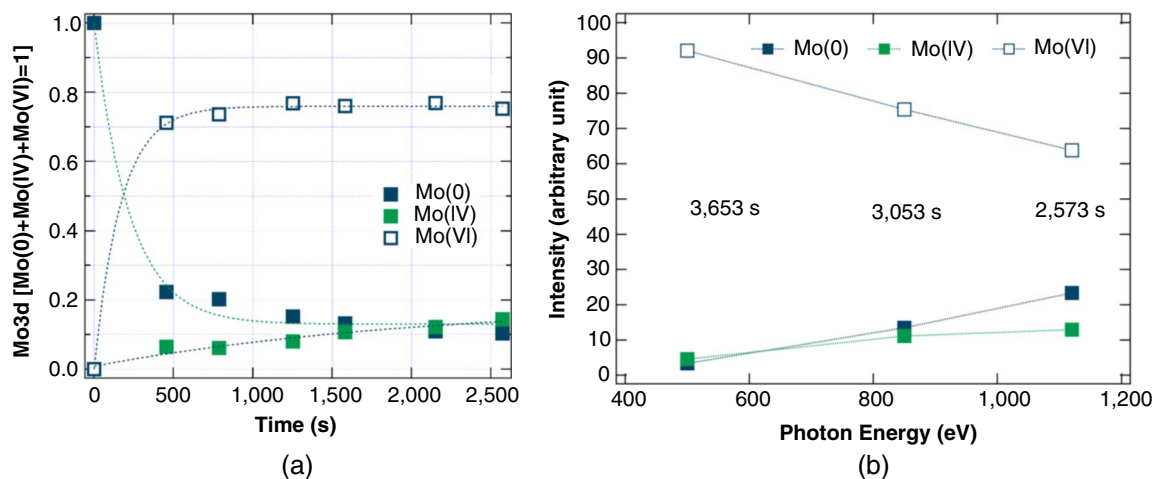 Mo3d [Mo(0)+Mo(IV)+Mo(VI)=1]
1.0
0.8
0.6
0.4
0.2
0.0
Mo(0)
Mo(IV)
Mo(VI)
0 500 1,000 1,500 2,000 2,500
Time (s)
(a)
Intensity (arbitrary unit)
100
90
80
70
60
50
40
30
20
10
0
Mo(0) Mo(IV) Mo(VI)
3,653 s 3,053 s 2,573 s
400 600 800 1,000 1,200
Photon Energy (eV)
(b)